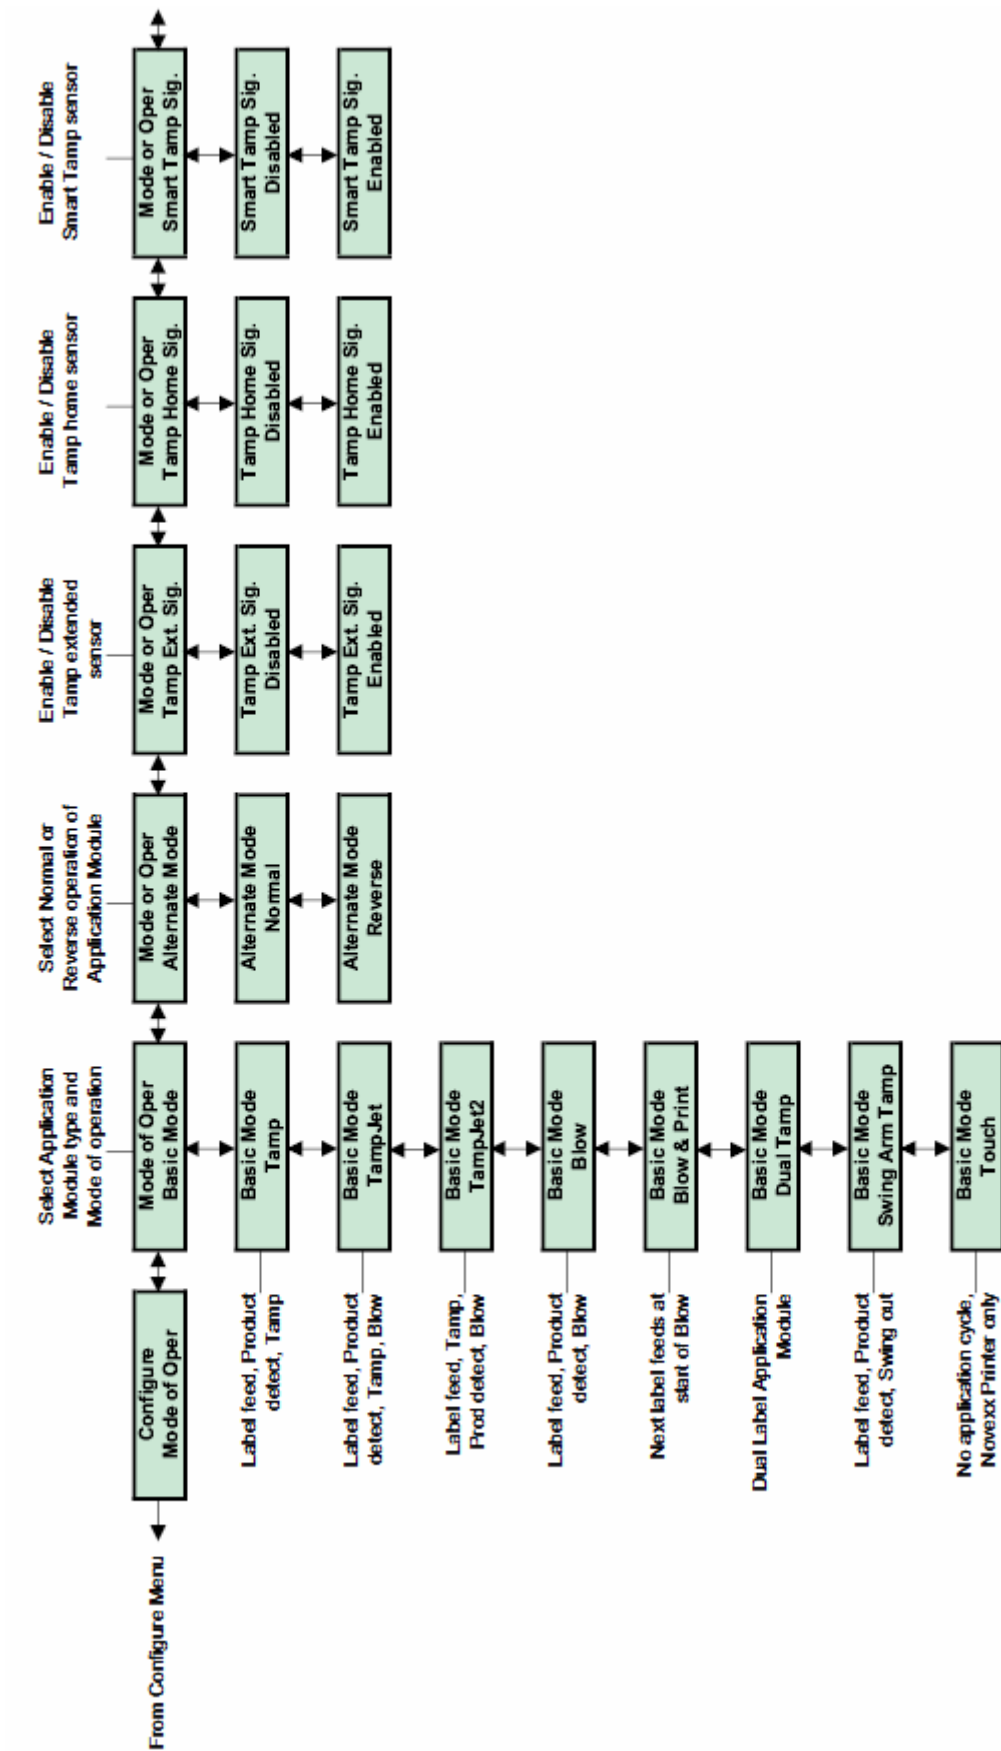 From Configure Menu
Configure
Mode of Oper
Select Application
Module type and
Mode of operation
Mode of Oper
Basic Mode
Select Normal or
Reverse operation of
Application Module
Mode or Oper
Alternate Mode
Enable / Disable
Tamp extended
sensor
Mode or Oper
Tamp Ext. Sig.
Enable / Disable
Tamp home sensor
Mode or Oper
Tamp Home Sig.
Enable / Disable
Smart Tamp sensor
Mode or Oper
Smart Tamp Sig.
Label feed, Product
detect, Tamp
Basic Mode
Tamp
Alternate Mode
Normal
Tamp Ext. Sig.
Disabled
Tamp Home Sig.
Disabled
Smart Tamp Sig.
Disabled
Label feed, Product
detect, Tamp, Blow
Basic Mode
TampJet
Alternate Mode
Reverse
Tamp Ext. Sig.
Enabled
Tamp Home Sig.
Enabled
Smart Tamp Sig.
Enabled
Label feed, Tamp,
Prod detect, Blow
Basic Mode
TampJet2
Label feed, Product
detect, Blow
Basic Mode
Blow
Next label feeds at
start of Blow
Basic Mode
Blow & Print
Dual Label Application
Module
Basic Mode
Dual Tamp
Label feed, Product
detect, Swing out
Basic Mode
Swing Arm Tamp
No application cycle,
Novexx Printer only
Basic Mode
Touch